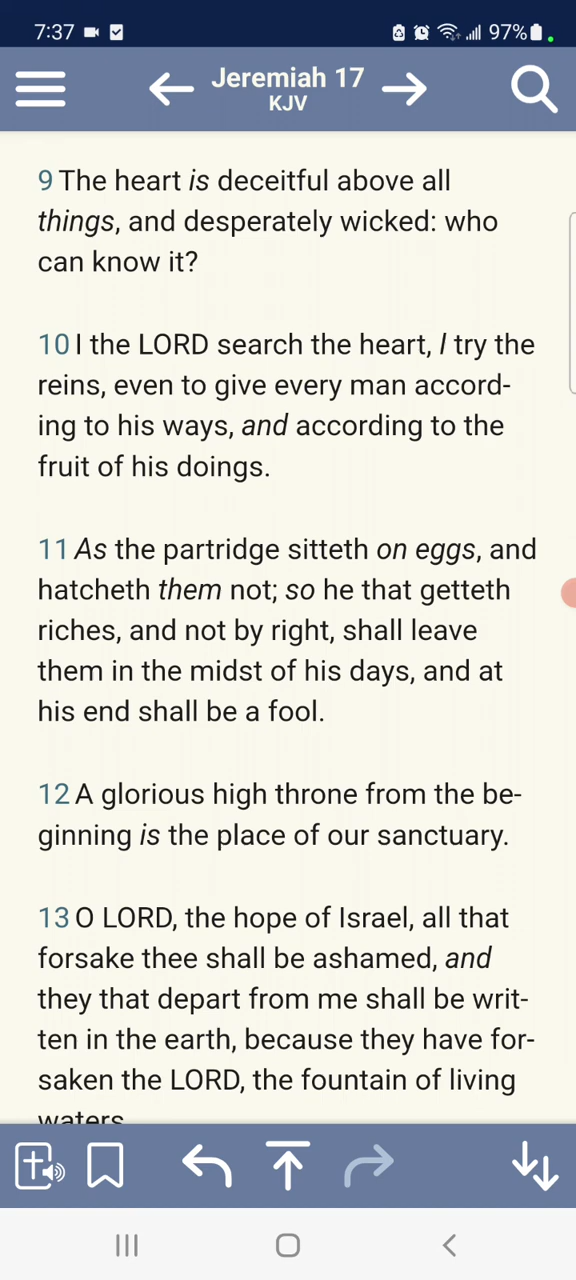 7:37 97%
Jeremiah 17
KJV
9 The heart is deceitful above all
things, and desperately wicked: who
can know it?
10 I the LORD search the heart, I try the
reins, even to give every man accord-
ing to his ways, and according to the
fruit of his doings.
11 As the partridge sitteth on eggs, and
hatcheth them not; so he that getteth
riches, and not by right, shall leave
them in the midst of his days, and at
his end shall be a fool.
12 A glorious high throne from the be-
ginning is the place of our sanctuary.
13 O LORD, the hope of Israel, all that
forsake thee shall be ashamed, and
they that depart from me shall be writ-
ten in the earth, because they have for-
saken the LORD, the fountain of living
waters